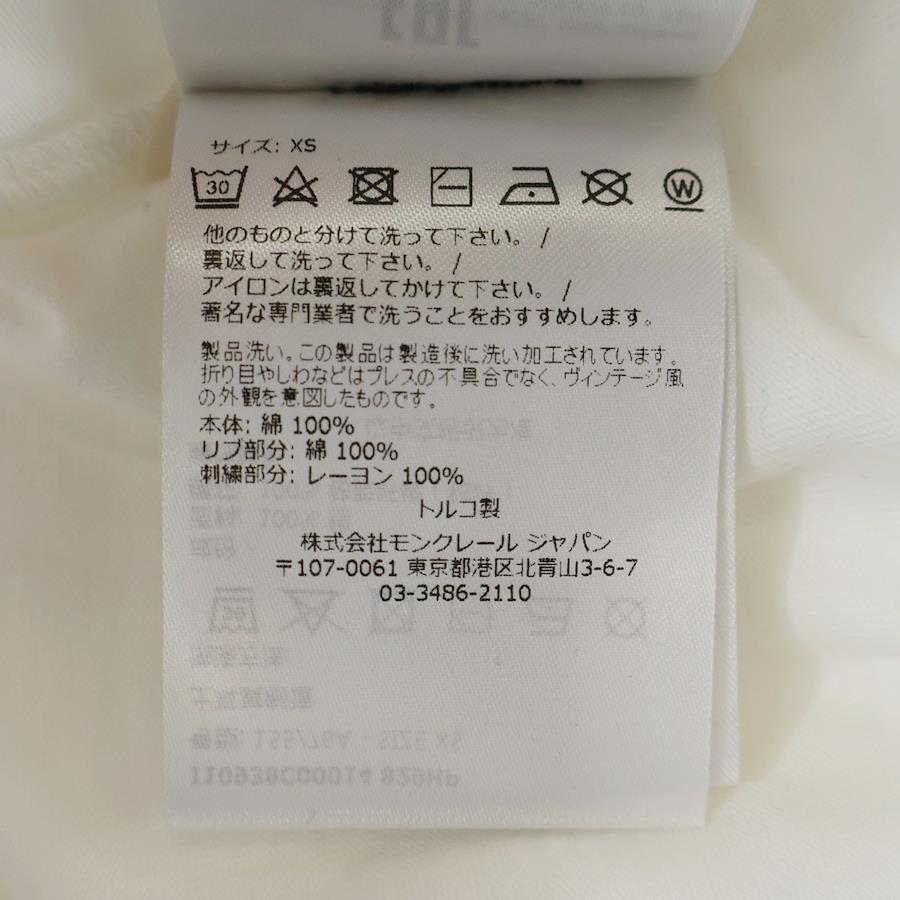 サイズ: XS
30
W
他のものと分けて洗って下さい。 /
裏返して洗って下さい。 /
アイロンは裏返してかけて下さい。 /
著名な専門業者で洗うことをおすすめします。
製品洗い。この製品は製造後に洗い加工されています。
折り目やしわなどはプレスの不具合でなく、ヴィンテージ風
の外観を意図したものです。
本体: 綿 100%
リブ部分: 綿 100%
刺繍部分: レーヨン 100%
トルコ製
株式会社モンクレール ジャパン
〒107-0061 東京都港区北青山3-6-7
03-3486-2110